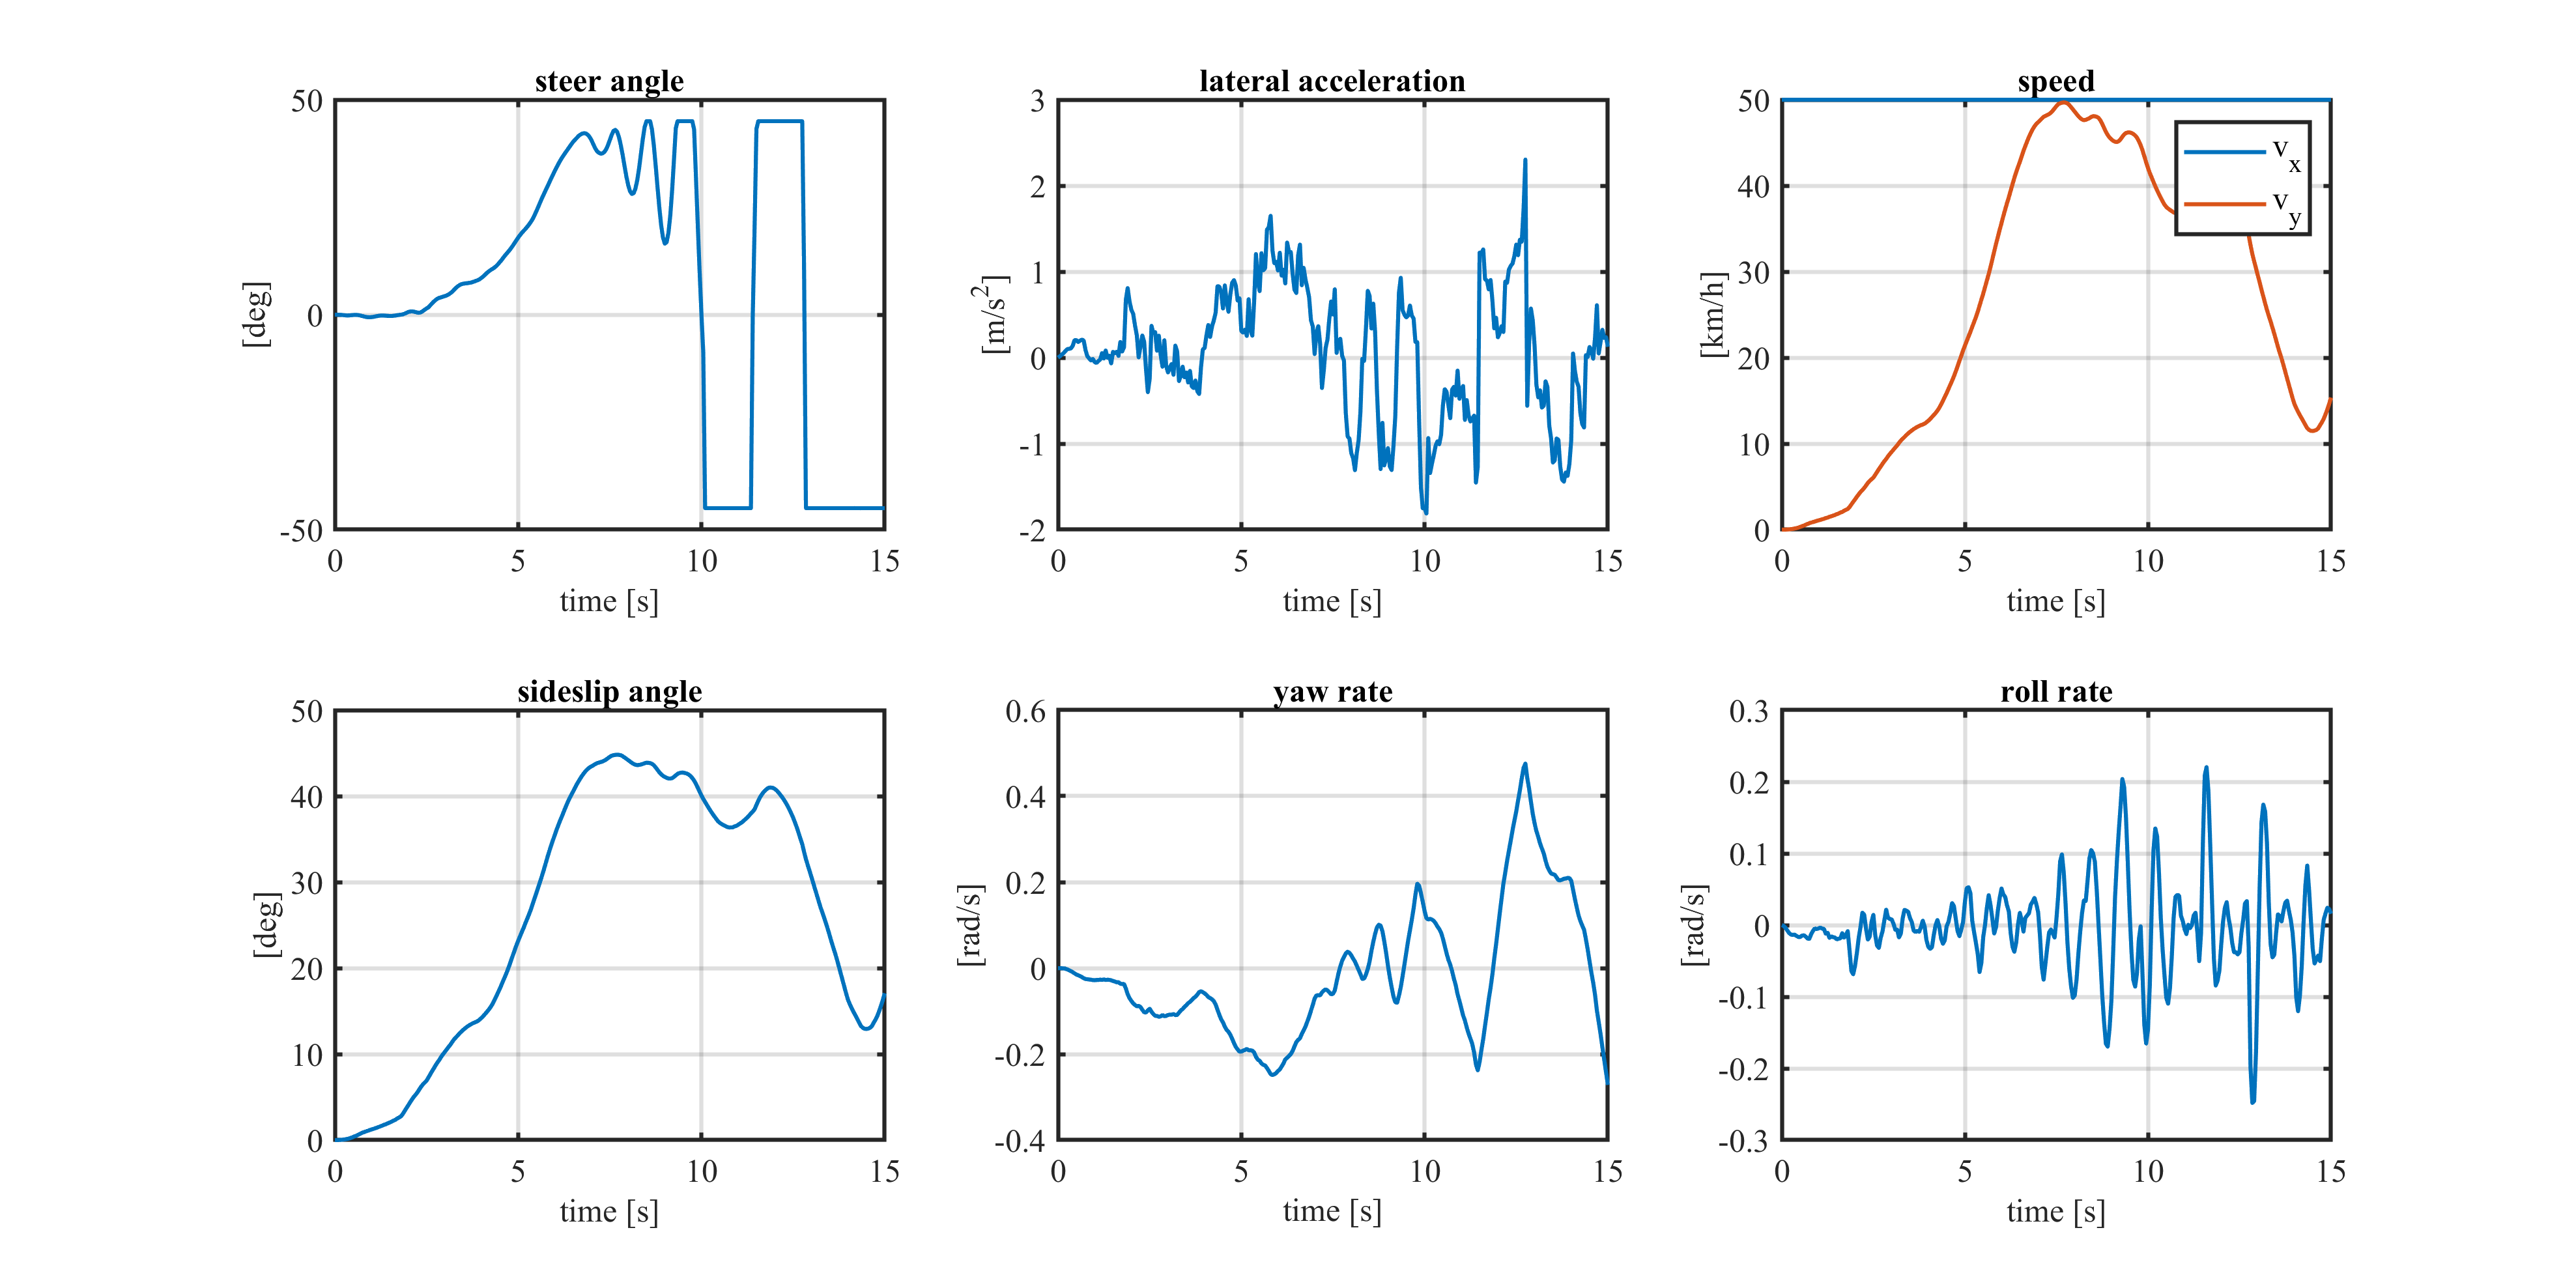 steer angle
50
0
-50
[deg]
0 5 10 15
time [s]
lateral acceleration
3
2
1
0
-1
-2
[m/s²]
0 5 10 15
time [s]
speed
50
40
30
20
10
0
[km/h]
v_x
v_y
0 5 10 15
time [s]
sideslip angle
50
40
30
20
10
0
[deg]
0 5 10 15
time [s]
yaw rate
0.6
0.4
0.2
0
-0.2
-0.4
[rad/s]
0 5 10 15
time [s]
roll rate
0.3
0.2
0.1
0
-0.1
-0.2
-0.3
[rad/s]
0 5 10 15
time [s]